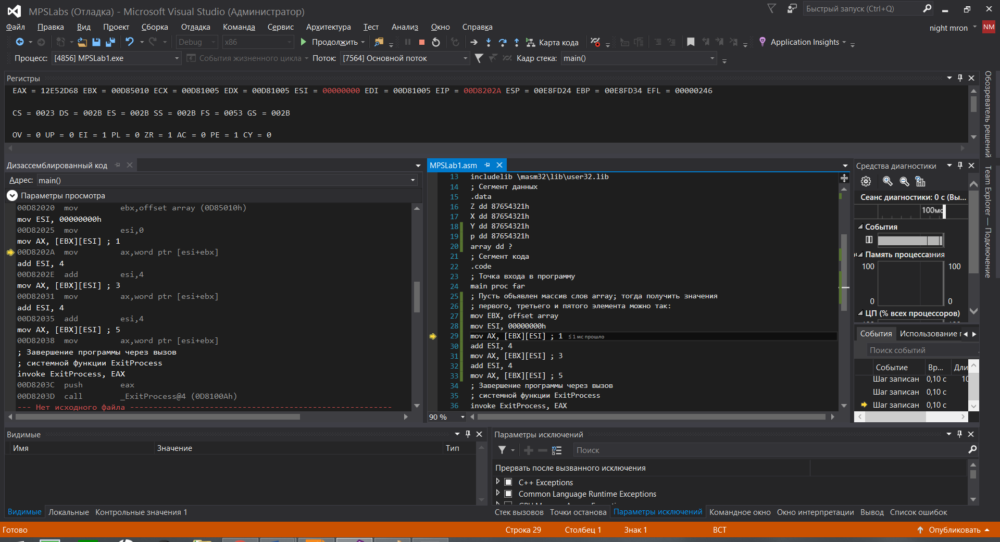 MPSLabs (Отладка) - Microsoft Visual Studio (Администратор)
Быстрый запуск (Ctrl+Q)
Файл Правка Вид Проект Сборка Отладка Команда Сервис Архитектура Тест Анализ Окно Справка
night mron NM
Debug x86 Продолжить Карта кода Application Insights
Процесс: [4856] MPSLab1.exe События жизненного цикла Поток: [7564] Основной поток Кадр стека: main()
Регистры
EAX = 12E52D68 EBX = 00D85010 ECX = 00D81005 EDX = 00D81005 ESI = 00000000 EDI = 00D81005 EIP = 00D8202A ESP = 00E8FD24 EBP = 00E8FD34 EFL = 00000246
CS = 0023 DS = 002B ES = 002B SS = 002B FS = 0053 GS = 002B
OV = 0 UP = 0 EI = 1 PL = 0 ZR = 1 AC = 0 PE = 1 CY = 0
Обозреватель решений
Team Explorer — Подключение
Дизассемблированный код
Адрес: main()
Параметры просмотра
00D82020 mov ebx,offset array (0D85010h)
mov ESI, 00000000h
00D82025 mov esi,0
mov AX, [EBX][ESI] ; 1
00D8202A mov ax,word ptr [esi+ebx]
add ESI, 4
00D8202E add esi,4
mov AX, [EBX][ESI] ; 3
00D82031 mov ax,word ptr [esi+ebx]
add ESI, 4
00D82035 add esi,4
mov AX, [EBX][ESI] ; 5
00D82038 mov ax,word ptr [esi+ebx]
; Завершение программы через вызов
; системной функции ExitProcess
invoke ExitProcess, EAX
00D8203C push eax
00D8203D call _ExitProcess@4 (0D8100Ah)
--- Нет исходного файла
MPSLab1.asm
13 includelib \masm32\lib\user32.lib
14 ; Сегмент данных
15 .data
16 Z dd 87654321h
17 X dd 87654321h
18 Y dd 87654321h
19 p dd 87654321h
20 array dd ?
21 ; Сегмент кода
22 .code
23 ; Точка входа в программу
24 main proc far
25 ; Пусть объявлен массив слов array; тогда получить значения
26 ; первого, третьего и пятого элемента можно так:
27 mov EBX, offset array
28 mov ESI, 00000000h
29 mov AX, [EBX][ESI] ; 1 ≤ 1 мс прошло
30 add ESI, 4
31 mov AX, [EBX][ESI] ; 3
32 add ESI, 4
33 mov AX, [EBX][ESI] ; 5
34 ; Завершение программы через вызов
35 ; системной функции ExitProcess
36 invoke ExitProcess, EAX
90 %
Средства диагностики
Сеанс диагностики: 0 с (Вы...
100мс
События
Память процесса
100 100
0 0
ЦП (% всех процессоров)
События Использование
Поиск событий
Событие Вр... Дли
Шаг записан 0,10 с
Шаг записан 0,10 с
Шаг записан 0,10 с
Видимые
Имя Значение Тип
Видимые Локальные Контрольные значения 1
Параметры исключений
Поиск
Прервать после вызванного исключения
C++ Exceptions
Common Language Runtime Exceptions
Стек вызовов Точки останова Параметры исключений Командное окно Окно интерпретации Вывод Список ошибок
Готово Строка 29 Столбец 1 Знак 1 ВСТ Опубликовать